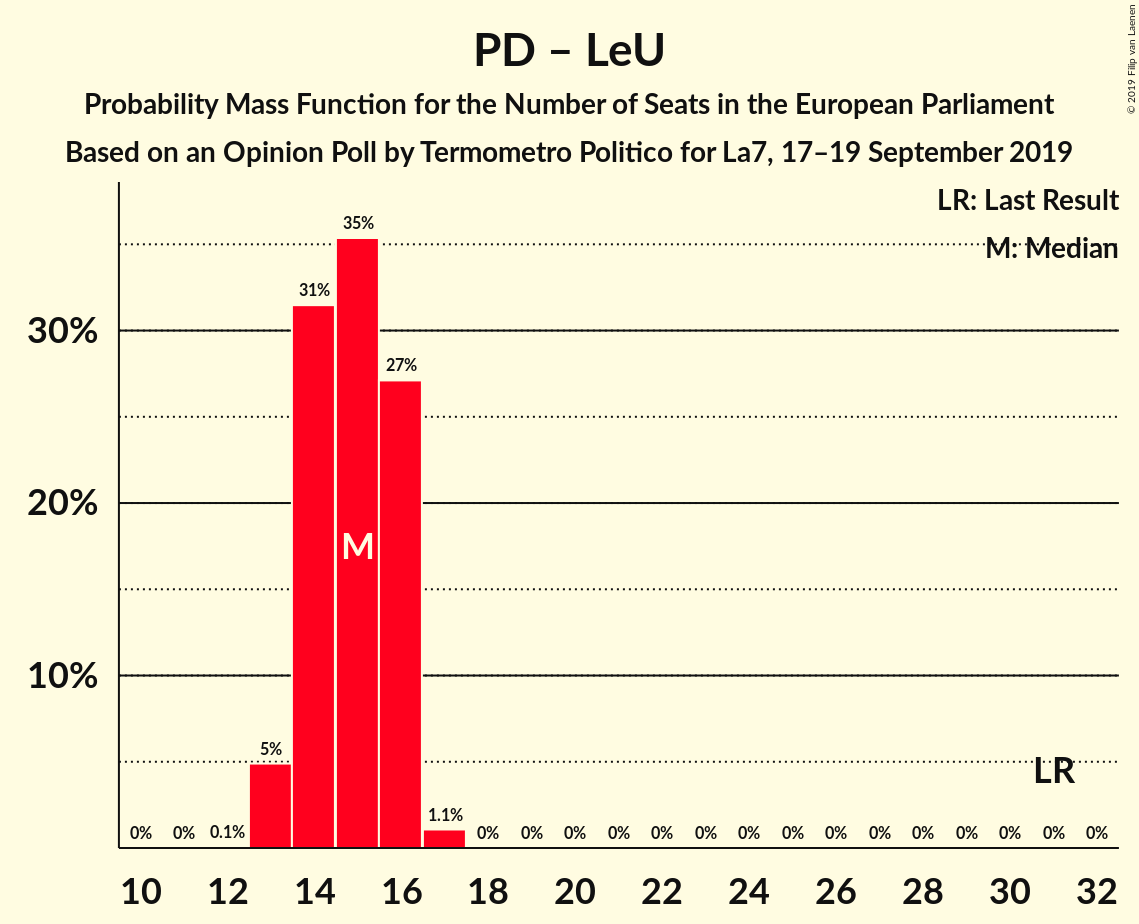 PD – LeU
Probability Mass Function for the Number of Seats in the European Parliament
Based on an Opinion Poll by Termometro Politico for La7, 17–19 September 2019
© 2019 Filip van Laenen
LR: Last Result
M: Median
35%
31%
30%
27%
20%
M
10%
5%
LR
1.1%
0% 0% 0.1% 0% 0% 0% 0% 0% 0% 0% 0% 0% 0% 0% 0% 0% 0%
10 12 14 16 18 20 22 24 26 28 30 32